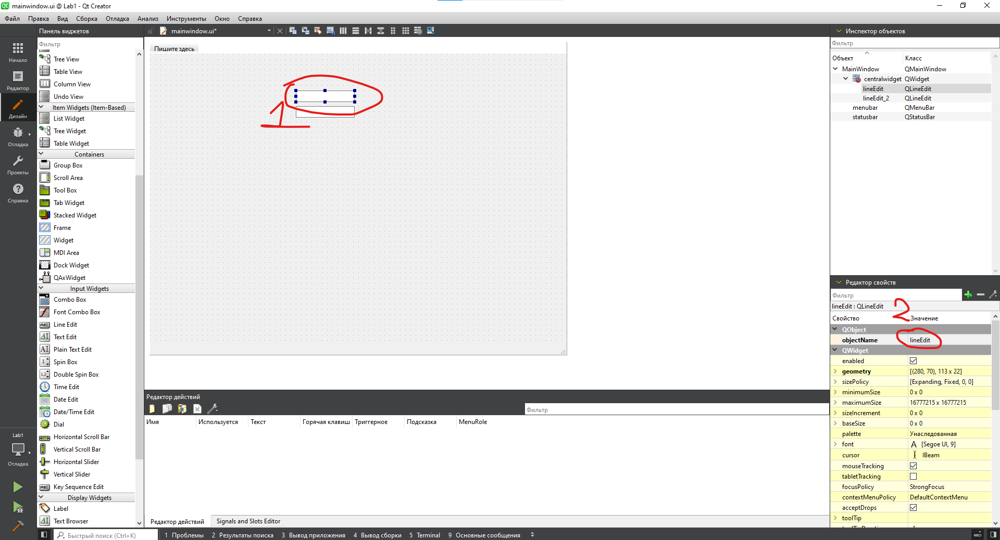 mainwindow.ui @ Lab1 - Qt Creator
Файл Правка Вид Сборка Отладка Анализ Инструменты Окно Справка
Панель виджетов
mainwindow.ui*
Инспектор объектов
Фильтр
Начало
Редактор
Дизайн
Отладка
Проекты
Справка
Lab1
Отладка
Tree View
Table View
Column View
Undo View
Item Widgets (Item-Based)
List Widget
Tree Widget
Table Widget
Containers
Group Box
Scroll Area
Tool Box
Tab Widget
Stacked Widget
Frame
Widget
MDI Area
Dock Widget
QAxWidget
Input Widgets
Combo Box
Font Combo Box
Line Edit
Text Edit
Plain Text Edit
Spin Box
Double Spin Box
Time Edit
Date Edit
Date/Time Edit
Dial
Horizontal Scroll Bar
Vertical Scroll Bar
Horizontal Slider
Vertical Slider
Key Sequence Edit
Display Widgets
Label
Text Browser
Пишите здесь
1
Фильтр
Объект Класс
MainWindow QMainWindow
centralwidget QWidget
lineEdit QLineEdit
lineEdit_2 QLineEdit
menubar QMenuBar
statusbar QStatusBar
Редактор свойств
Фильтр
lineEdit : QLineEdit
2
Свойство Значение
QObject
objectName lineEdit
QWidget
enabled
geometry [(280, 70), 113 x 22]
sizePolicy [Expanding, Fixed, 0, 0]
minimumSize 0 x 0
maximumSize 16777215 x 16777215
sizeIncrement 0 x 0
baseSize 0 x 0
palette Унаследованная
font A [Segoe UI, 9]
cursor IBeam
mouseTracking
tabletTracking
focusPolicy StrongFocus
contextMenuPolicy DefaultContextMenu
acceptDrops
toolTip
Редактор действий
Фильтр
Имя Используется Текст Горячая клавиш Триггерное Подсказка MenuRole
Редактор действий Signals and Slots Editor
Быстрый поиск (Ctrl+K) 1 Проблемы 2 Результаты поиска 3 Вывод приложения 4 Вывод сборки 5 Terminal 9 Основные сообщения